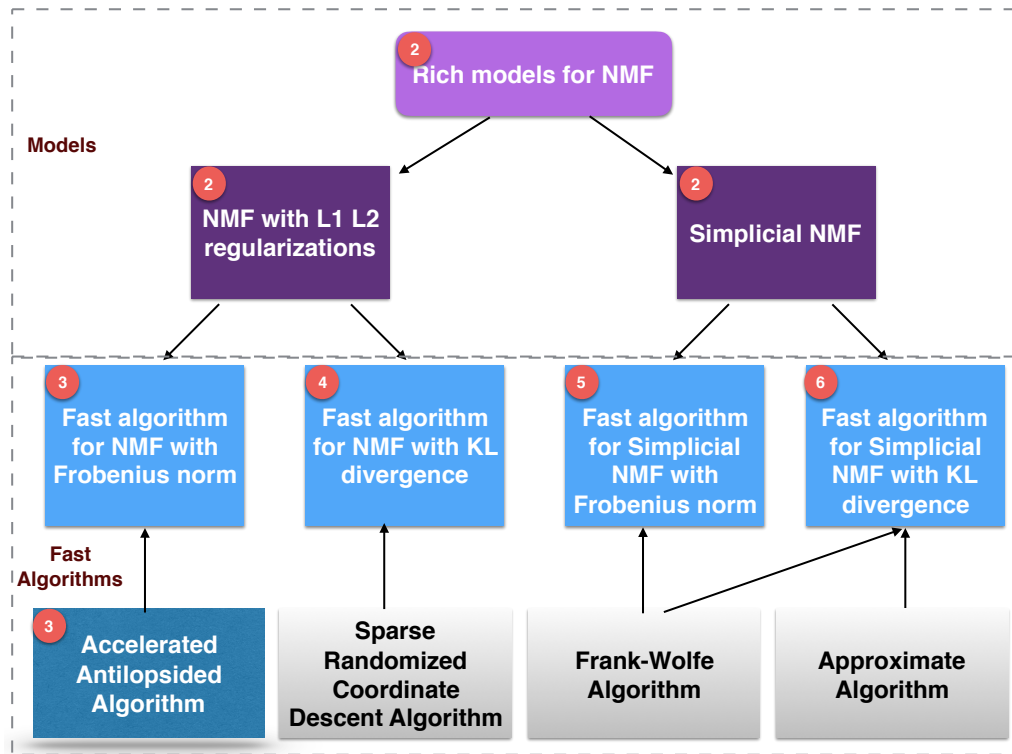 2
Rich models for NMF
Models
2
NMF with L1 L2
regularizations
2
Simplicial NMF
3
Fast algorithm
for NMF with
Frobenius norm
4
Fast algorithm
for NMF with KL
divergence
5
Fast algorithm
for Simplicial
NMF with
Frobenius norm
6
Fast algorithm
for Simplicial
NMF with KL
divergence
Fast
Algorithms
3
Accelerated
Antilopsided
Algorithm
Sparse
Randomized
Coordinate
Descent Algorithm
Frank-Wolfe
Algorithm
Approximate
Algorithm